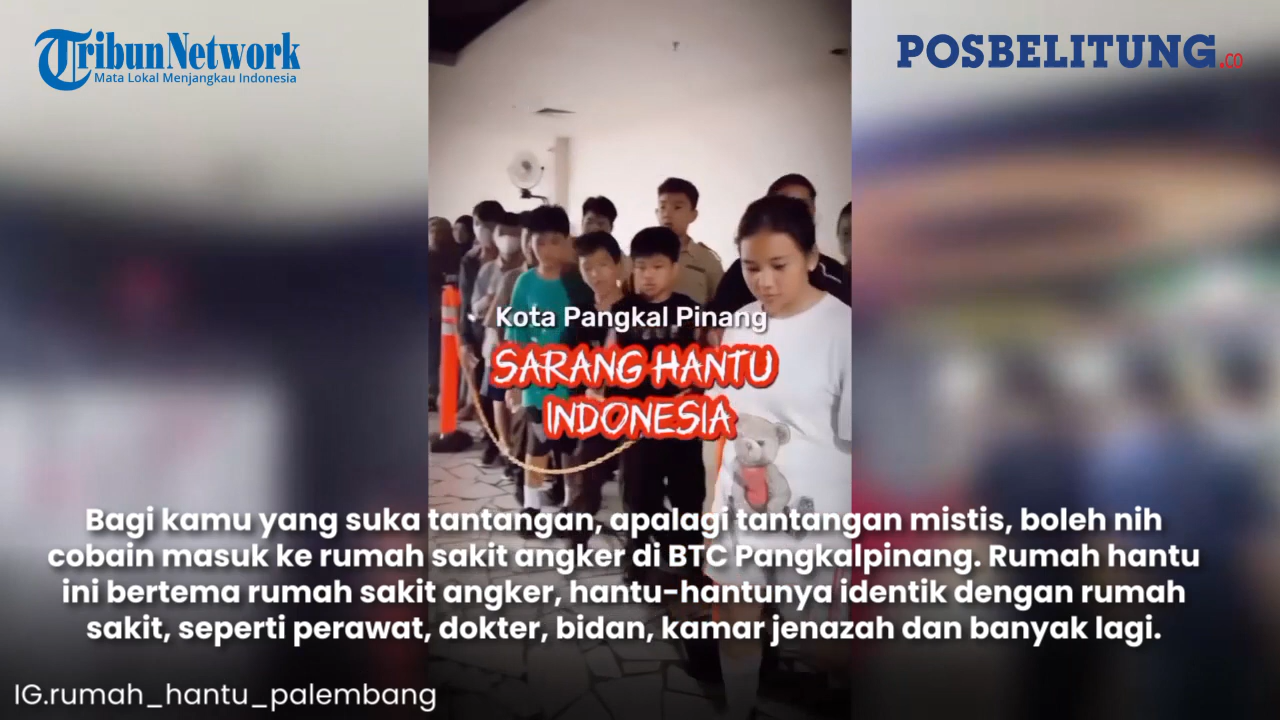 TribunNetwork
Mata Lokal Menjangkau Indonesia
POSBELITUNG.CO
Kota Pangkal Pinang
SARANG HANTU
INDONESIA
Bagi kamu yang suka tantangan, apalagi tantangan mistis, boleh nih
cobain masuk ke rumah sakit angker di BTC Pangkalpinang. Rumah hantu
ini bertema rumah sakit angker, hantu-hantunya identik dengan rumah
sakit, seperti perawat, dokter, bidan, kamar jenazah dan banyak lagi.
IG.rumah_hantu_palembang